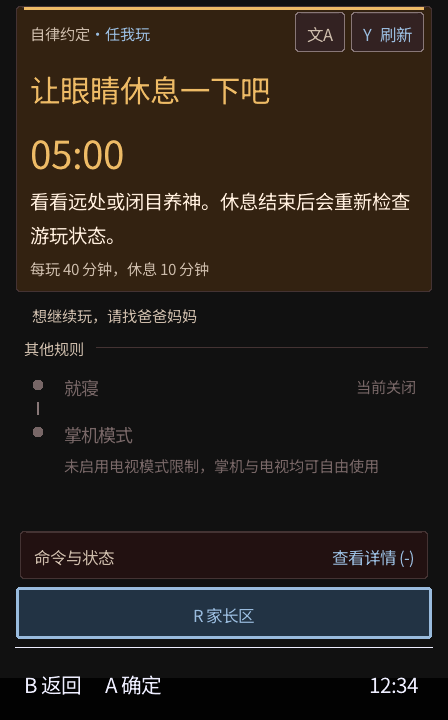 自律约定·任我玩
文A
Y 刷新
让眼睛休息一下吧
05:00
看看远处或闭目养神。休息结束后会重新检查
游玩状态。
每玩 40 分钟，休息 10 分钟
想继续玩，请找爸爸妈妈
其他规则
就寝 当前关闭
掌机模式
未启用电视模式限制，掌机与电视均可自由使用
命令与状态 查看详情 (-)
R 家长区
B 返回 A 确定 12:34